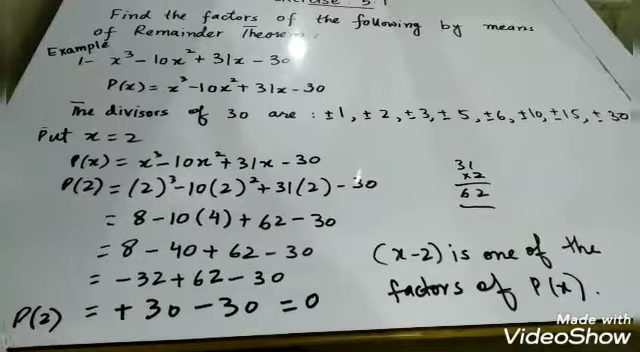 Exercise 5.1
Find the factors of the following by means
of Remainder Theorem:
Example
1- x³ - 10x² + 31x - 30
P(x) = x³ - 10x² + 31x - 30
The divisors of 30 are : ±1, ±2, ±3, ±5, ±6, ±10, ±15, ±30
Put x = 2
P(x) = x³ - 10x² + 31x - 30
P(2) = (2)³ - 10(2)² + 31(2) - 30
= 8 - 10(4) + 62 - 30
= 8 - 40 + 62 - 30
= -32 + 62 - 30
P(2) = +30 - 30 = 0
31
x2
62
(x-2) is one of the
factors of P(x).
Made with
VideoShow